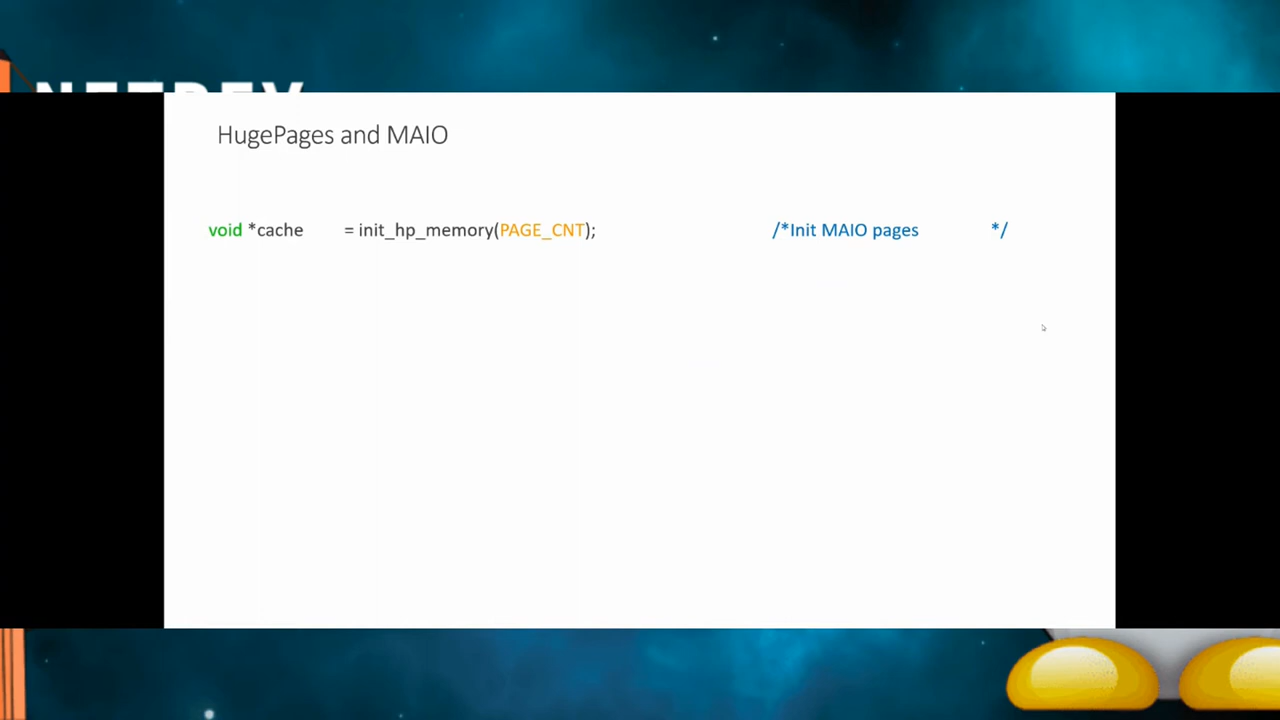 HugePages and MAIO
void *cache = init_hp_memory(PAGE_CNT); /*Init MAIO pages */